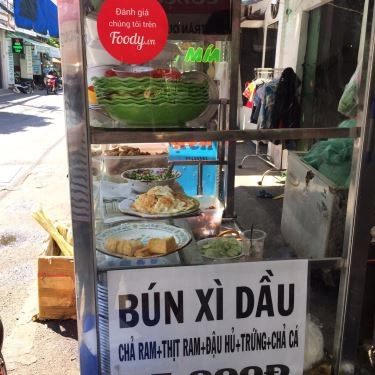 Đánh giá
chúng tôi trên
Foody.vn
MÍA
BÚN XÌ DẦU
CHẢ RAM+THỊT RAM+ĐẬU HỦ+TRỨNG+CHẢ CÁ
.000Đ